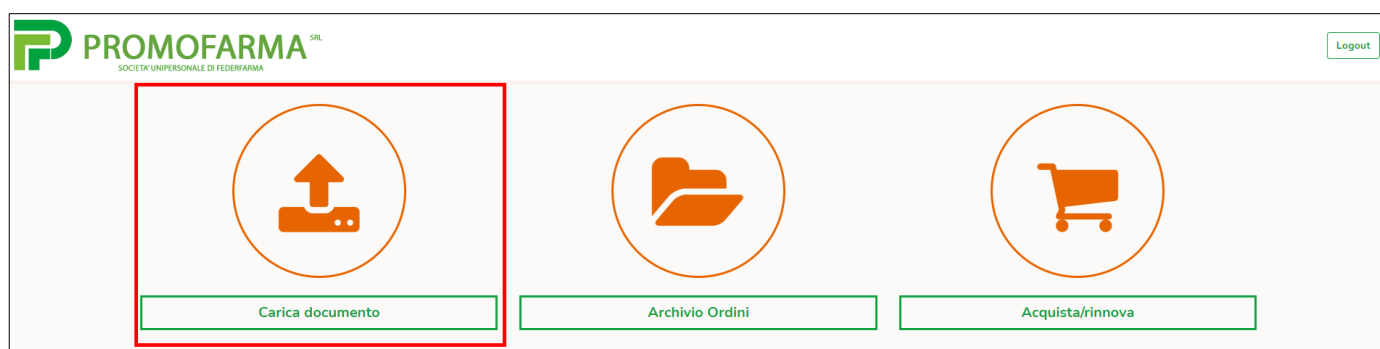 PROMOFARMA SRL
SOCIETA' UNIPERSONALE DI FEDERFARMA
Logout
Carica documento
Archivio Ordini
Acquista/rinnova